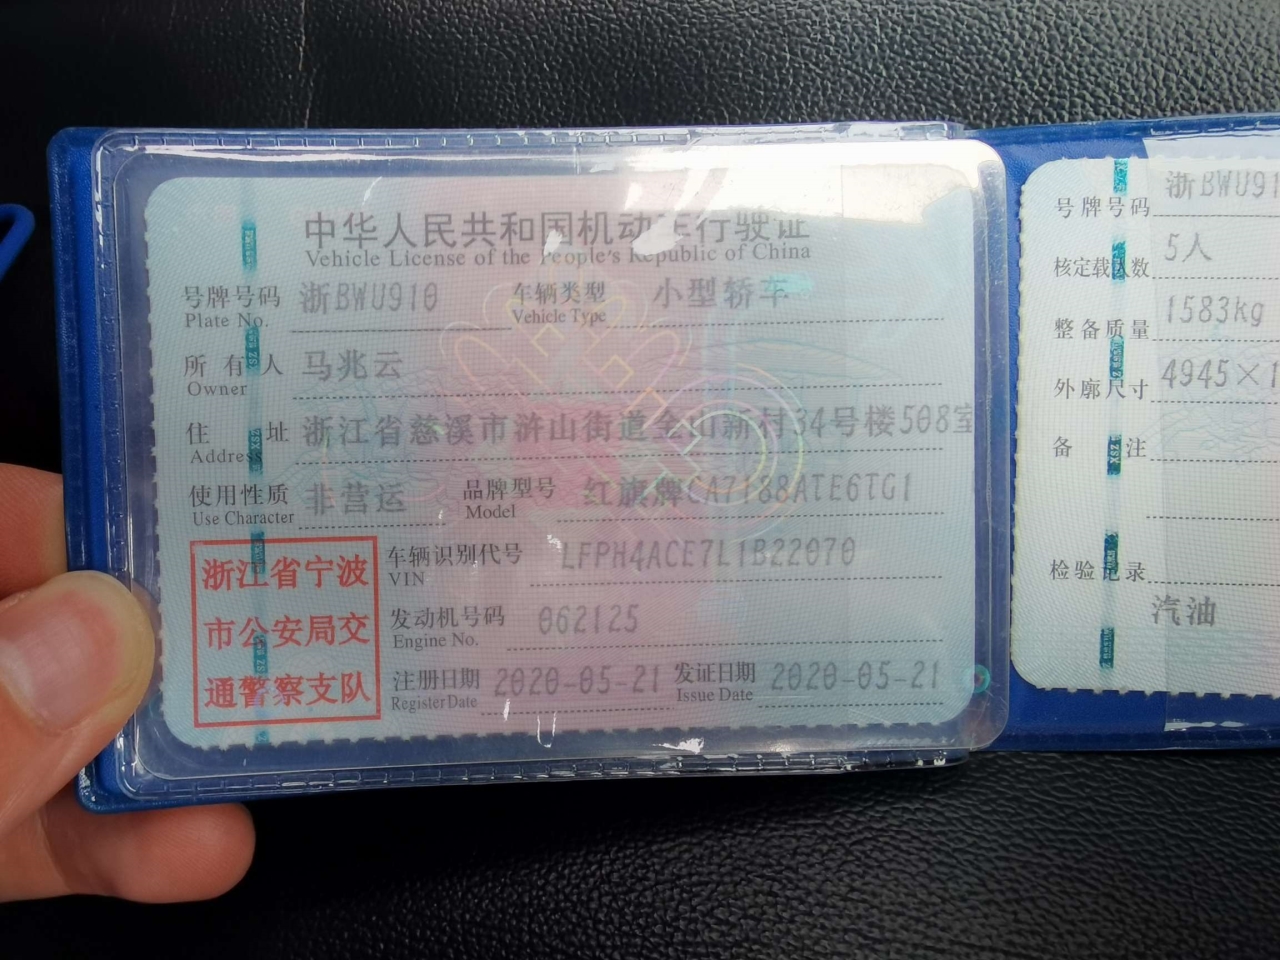 中华人民共和国机动车行驶证
Vehicle License of the People's Republic of China
号牌号码 浙BWU910 车辆类型 小型轿车
Plate No. Vehicle Type
所有人 马兆云
Owner
住址 浙江省慈溪市浒山街道金山新村34号楼508室
Address
使用性质 非营运 品牌型号 红旗牌CA7188ATE6TG1
Use Character Model
浙江省宁波
市公安局交
通警察支队
车辆识别代号 LFPH4ACE7L1B22070
VIN
发动机号码 062125
Engine No.
注册日期 2020-05-21 发证日期 2020-05-21
Register Date Issue Date
号牌号码 浙BWU91
核定载人数 5人
整备质量 1583kg
外廓尺寸 4945×1
备注
检验记录
汽油